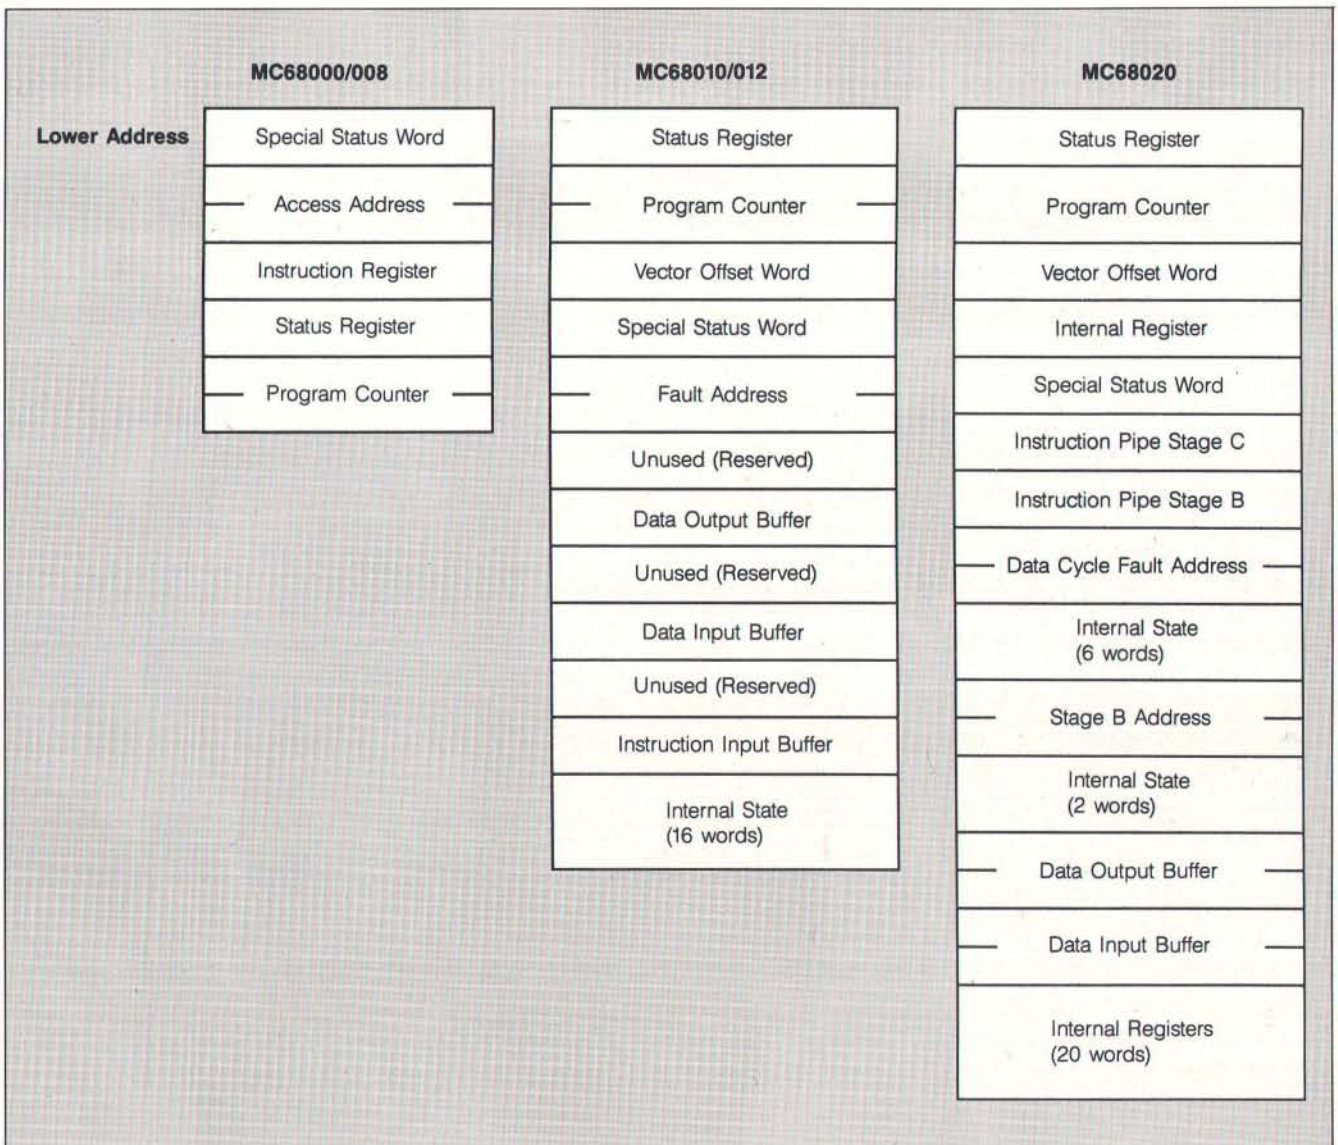 MC68000/008
MC68010/012
MC68020
Lower Address
Special Status Word
Access Address
Instruction Register
Status Register
Program Counter
Status Register
Program Counter
Vector Offset Word
Special Status Word
Fault Address
Unused (Reserved)
Data Output Buffer
Unused (Reserved)
Data Input Buffer
Unused (Reserved)
Instruction Input Buffer
Internal State
(16 words)
Status Register
Program Counter
Vector Offset Word
Internal Register
Special Status Word
Instruction Pipe Stage C
Instruction Pipe Stage B
Data Cycle Fault Address
Internal State
(6 words)
Stage B Address
Internal State
(2 words)
Data Output Buffer
Data Input Buffer
Internal Registers
(20 words)